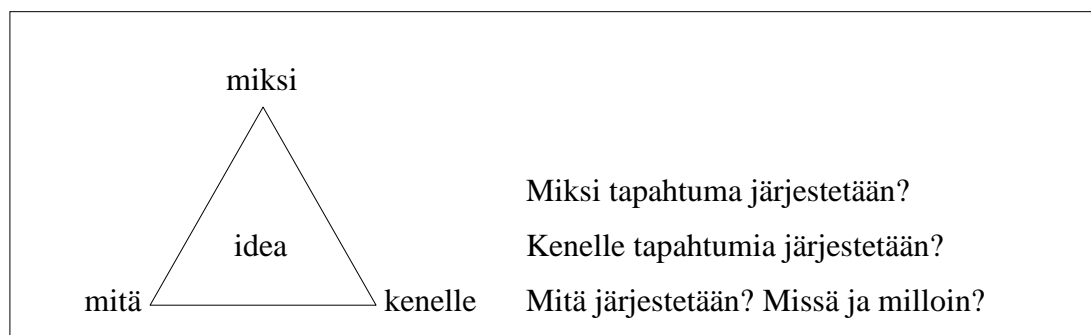 miksi
Miksi tapahtuma järjestetään?
idea
Kenelle tapahtumia järjestetään?
mitä
kenelle
Mitä järjestetään? Missä ja milloin?